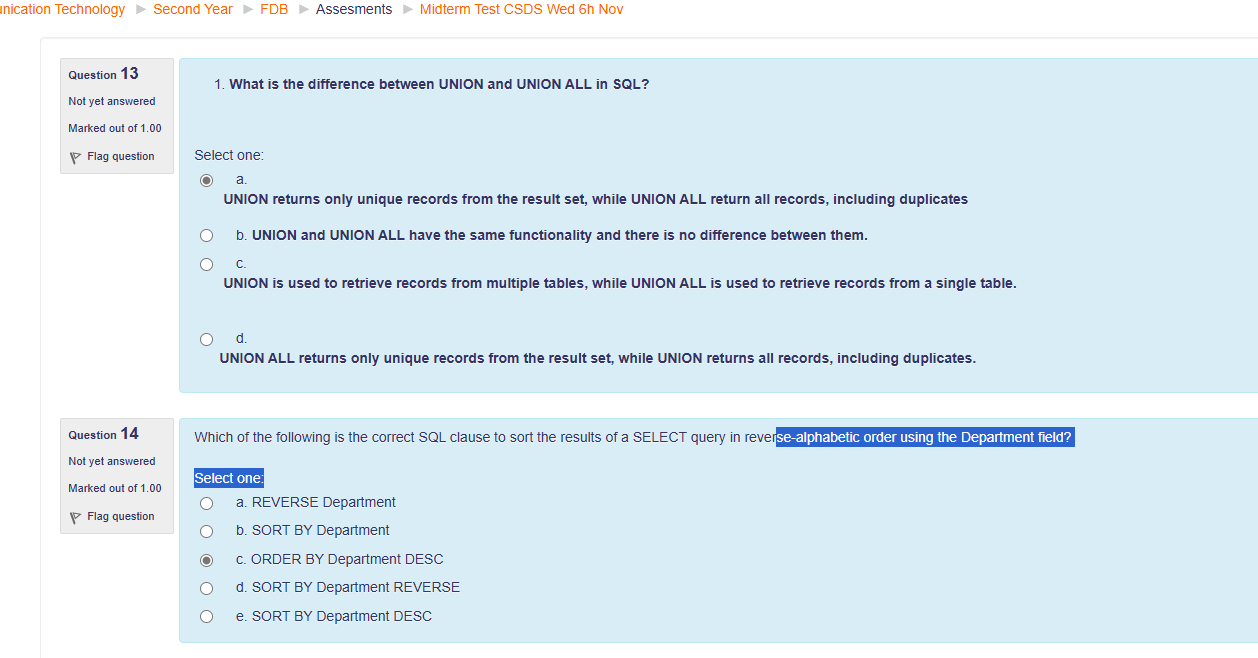 nication Technology ► Second Year ► FDB ► Assesments ► Midterm Test CSDS Wed 6h Nov
Question 13
Not yet answered
Marked out of 1.00
Flag question
1. What is the difference between UNION and UNION ALL in SQL?
Select one:
a.
UNION returns only unique records from the result set, while UNION ALL return all records, including duplicates
b. UNION and UNION ALL have the same functionality and there is no difference between them.
c.
UNION is used to retrieve records from multiple tables, while UNION ALL is used to retrieve records from a single table.
d.
UNION ALL returns only unique records from the result set, while UNION returns all records, including duplicates.
Question 14
Not yet answered
Marked out of 1.00
Flag question
Which of the following is the correct SQL clause to sort the results of a SELECT query in reverse-alphabetic order using the Department field?
Select one:
a. REVERSE Department
b. SORT BY Department
c. ORDER BY Department DESC
d. SORT BY Department REVERSE
e. SORT BY Department DESC